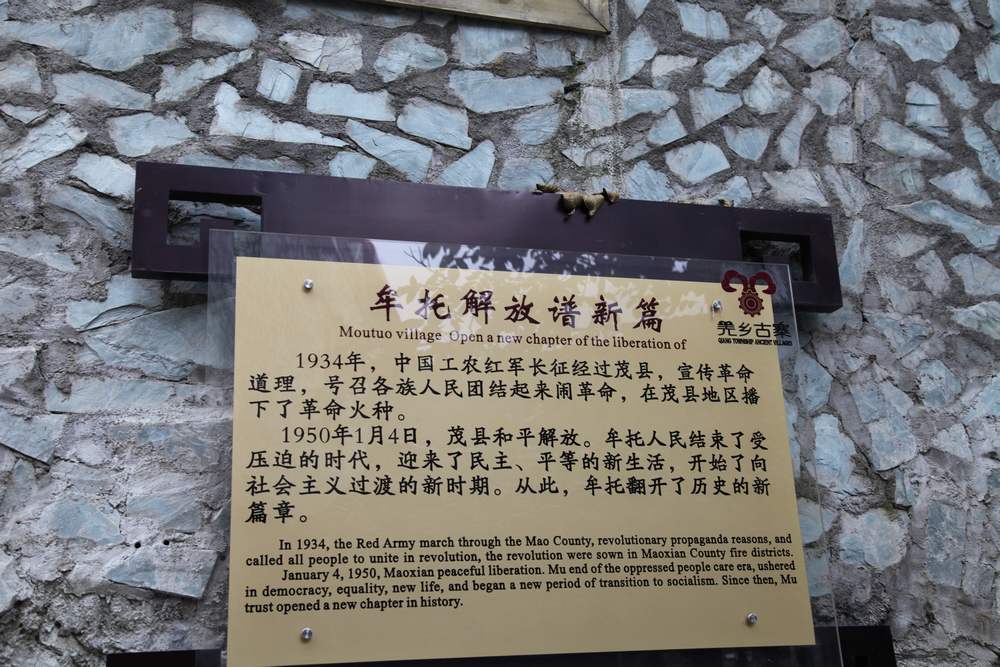 牟托解放谱新篇
Moutuo village Open a new chapter of the liberation of
羌乡古寨
QIANG TOWNSHIP ANCIENT VILLAGES
1934年，中国工农红军长征经过茂县，宣传革命
道理，号召各族人民团结起来闹革命，在茂县地区播
下了革命火种。
1950年1月4日，茂县和平解放。牟托人民结束了受
压迫的时代，迎来了民主、平等的新生活，开始了向
社会主义过渡的新时期。从此，牟托翻开了历史的新
篇章。
In 1934, the Red Army march through the Mao County, revolutionary propaganda reasons, and
called all people to unite in revolution, the revolution were sown in Maoxian County fire districts.
January 4, 1950, Maoxian peaceful liberation. Mu end of the oppressed people care era, ushered
in democracy, equality, new life, and began a new period of transition to socialism. Since then, Mu
trust opened a new chapter in history.